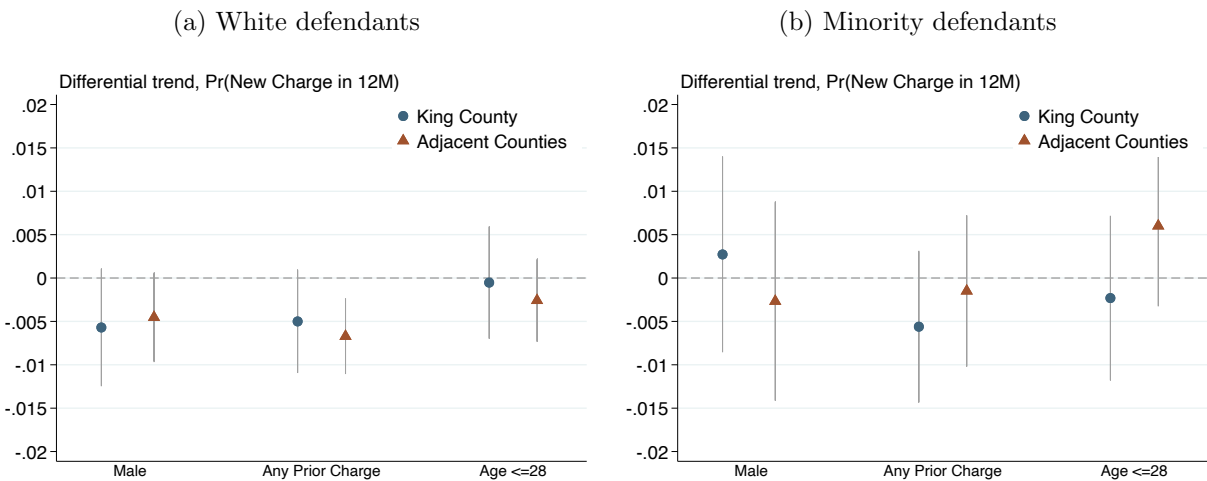 (a) White defendants
Differential trend, Pr(New Charge in 12M)
.02
.015
.01
.005
0
-.005
-.01
-.015
-.02
King County
Adjacent Counties
Male
Any Prior Charge
Age <=28
(b) Minority defendants
Differential trend, Pr(New Charge in 12M)
.02
.015
.01
.005
0
-.005
-.01
-.015
-.02
King County
Adjacent Counties
Male
Any Prior Charge
Age <=28